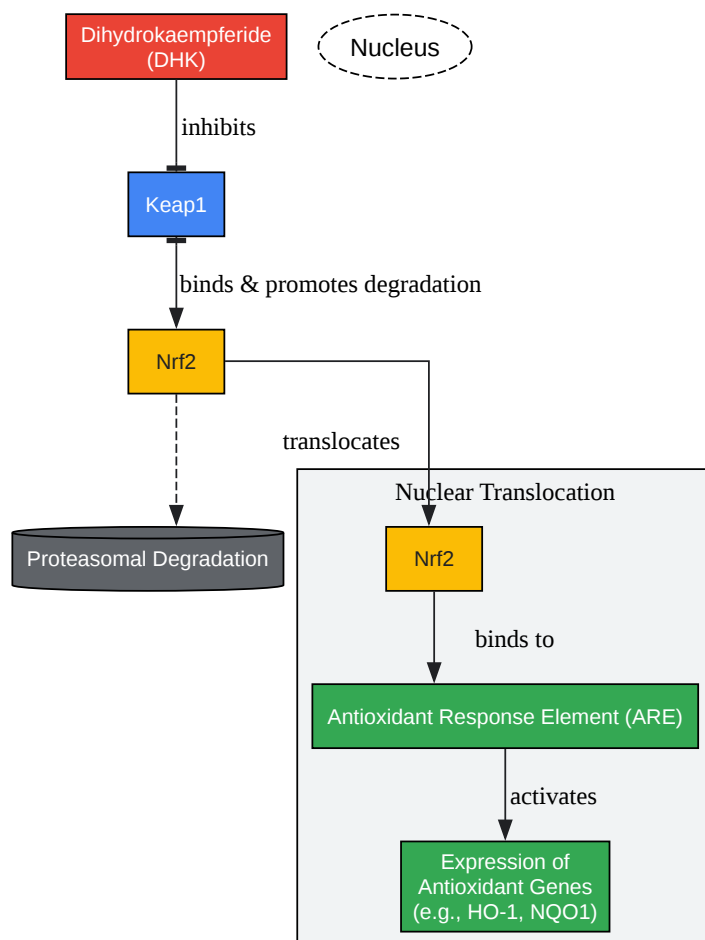 Dihydrokaempferide
(DHK)
Nucleus
inhibits
Keap1
binds & promotes degradation
Nrf2
translocates
Nuclear Translocation
Proteasomal Degradation
Nrf2
binds to
Antioxidant Response Element (ARE)
activates
Expression of
Antioxidant Genes
(e.g., HO-1, NQO1)